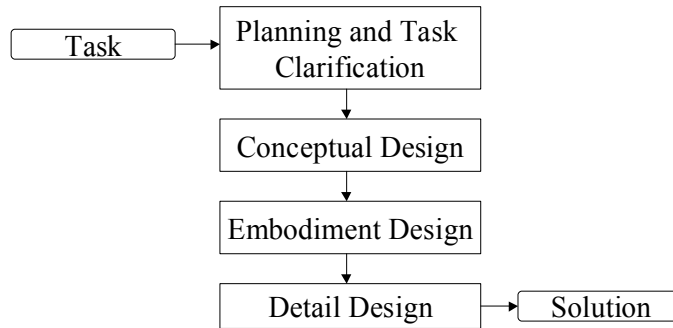 Task
Planning and Task
Clarification
Conceptual Design
Embodiment Design
Detail Design
Solution